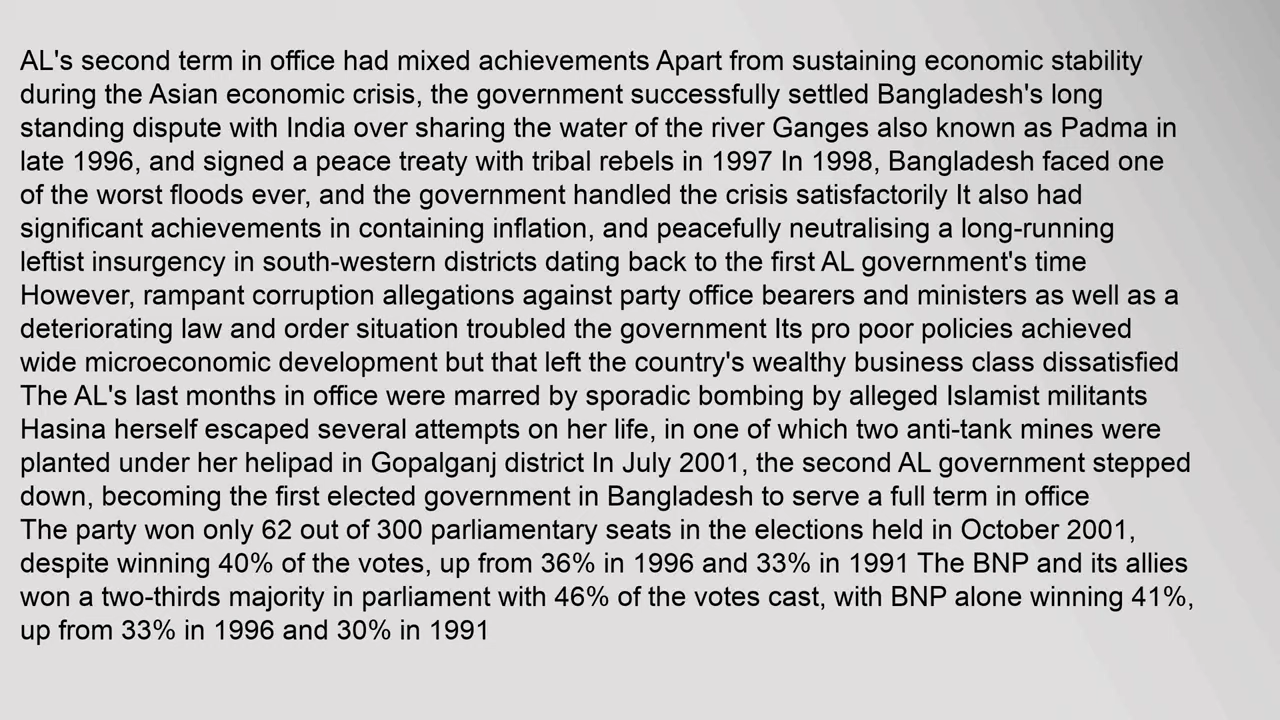 AL's second term in office had mixed achievements Apart from sustaining economic stability
during the Asian economic crisis, the government successfully settled Bangladesh's long
standing dispute with India over sharing the water of the river Ganges also known as Padma in
late 1996, and signed a peace treaty with tribal rebels in 1997 In 1998, Bangladesh faced one
of the worst floods ever, and the government handled the crisis satisfactorily It also had
significant achievements in containing inflation, and peacefully neutralising a long-running
leftist insurgency in south-western districts dating back to the first AL government's time
However, rampant corruption allegations against party office bearers and ministers as well as a
deteriorating law and order situation troubled the government Its pro poor policies achieved
wide microeconomic development but that left the country's wealthy business class dissatisfied
The AL's last months in office were marred by sporadic bombing by alleged Islamist militants
Hasina herself escaped several attempts on her life, in one of which two anti-tank mines were
planted under her helipad in Gopalganj district In July 2001, the second AL government stepped
down, becoming the first elected government in Bangladesh to serve a full term in office
The party won only 62 out of 300 parliamentary seats in the elections held in October 2001,
despite winning 40% of the votes, up from 36% in 1996 and 33% in 1991 The BNP and its allies
won a two-thirds majority in parliament with 46% of the votes cast, with BNP alone winning 41%,
up from 33% in 1996 and 30% in 1991